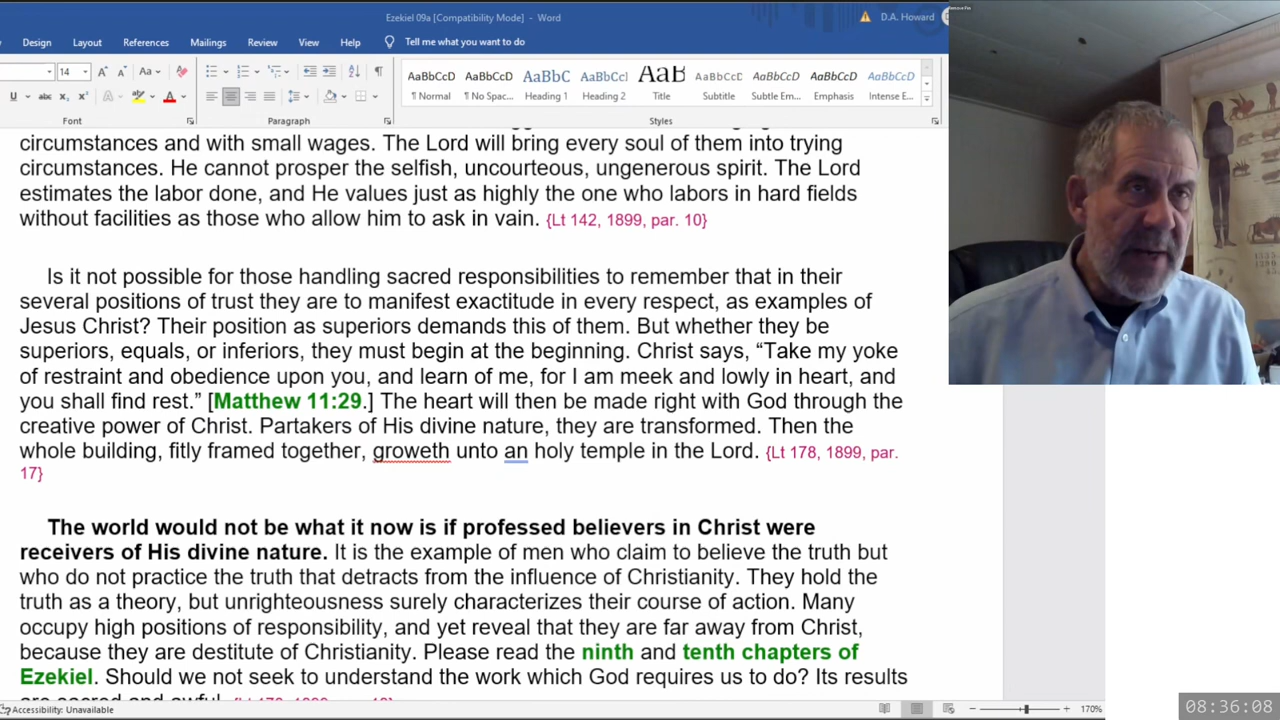 Ezekiel 09a [Compatibility Mode] - Word
D.A. Howard
Design Layout References Mailings Review View Help Tell me what you want to do
14
AaBbCcD AaBbCcD AaBbC AaBbCc AaB AaBbCcD AaBbCcD AaBbCcD AaBbCcD
¶ Normal ¶ No Spac... Heading 1 Heading 2 Title Subtitle Subtle Em... Emphasis Intense E...
Font Paragraph Styles
circumstances and with small wages. The Lord will bring every soul of them into trying
circumstances. He cannot prosper the selfish, uncourteous, ungenerous spirit. The Lord
estimates the labor done, and He values just as highly the one who labors in hard fields
without facilities as those who allow him to ask in vain. {Lt 142, 1899, par. 10}
Is it not possible for those handling sacred responsibilities to remember that in their
several positions of trust they are to manifest exactitude in every respect, as examples of
Jesus Christ? Their position as superiors demands this of them. But whether they be
superiors, equals, or inferiors, they must begin at the beginning. Christ says, “Take my yoke
of restraint and obedience upon you, and learn of me, for I am meek and lowly in heart, and
you shall find rest.” [Matthew 11:29.] The heart will then be made right with God through the
creative power of Christ. Partakers of His divine nature, they are transformed. Then the
whole building, fitly framed together, groweth unto an holy temple in the Lord. {Lt 178, 1899, par.
17}
The world would not be what it now is if professed believers in Christ were
receivers of His divine nature. It is the example of men who claim to believe the truth but
who do not practice the truth that detracts from the influence of Christianity. They hold the
truth as a theory, but unrighteousness surely characterizes their course of action. Many
occupy high positions of responsibility, and yet reveal that they are far away from Christ,
because they are destitute of Christianity. Please read the ninth and tenth chapters of
Ezekiel. Should we not seek to understand the work which God requires us to do? Its results
are sacred and awful.
Accessibility: Unavailable
170%
08:36:08